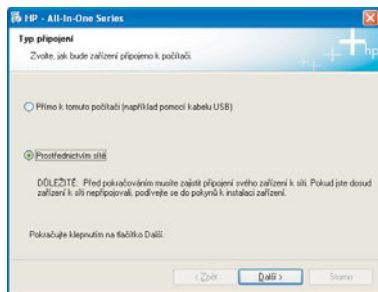 HP - All-In-One Series
Typ připojení
Zvolte, jak bude zařízení připojeno k počítači.
hp
Přímo k tomuto počítači (například pomocí kabelu USB)
Prostřednictvím sítě
DŮLEŽITÉ: Před pokračováním musíte zajistit připojení svého zařízení k síti. Pokud jste dosud
zařízení k síti nepřipojovali, podívejte se do pokynů k instalaci zařízení.
Pokračujte klepnutím na tlačítko Další.
< Zpět
Další >
Storno